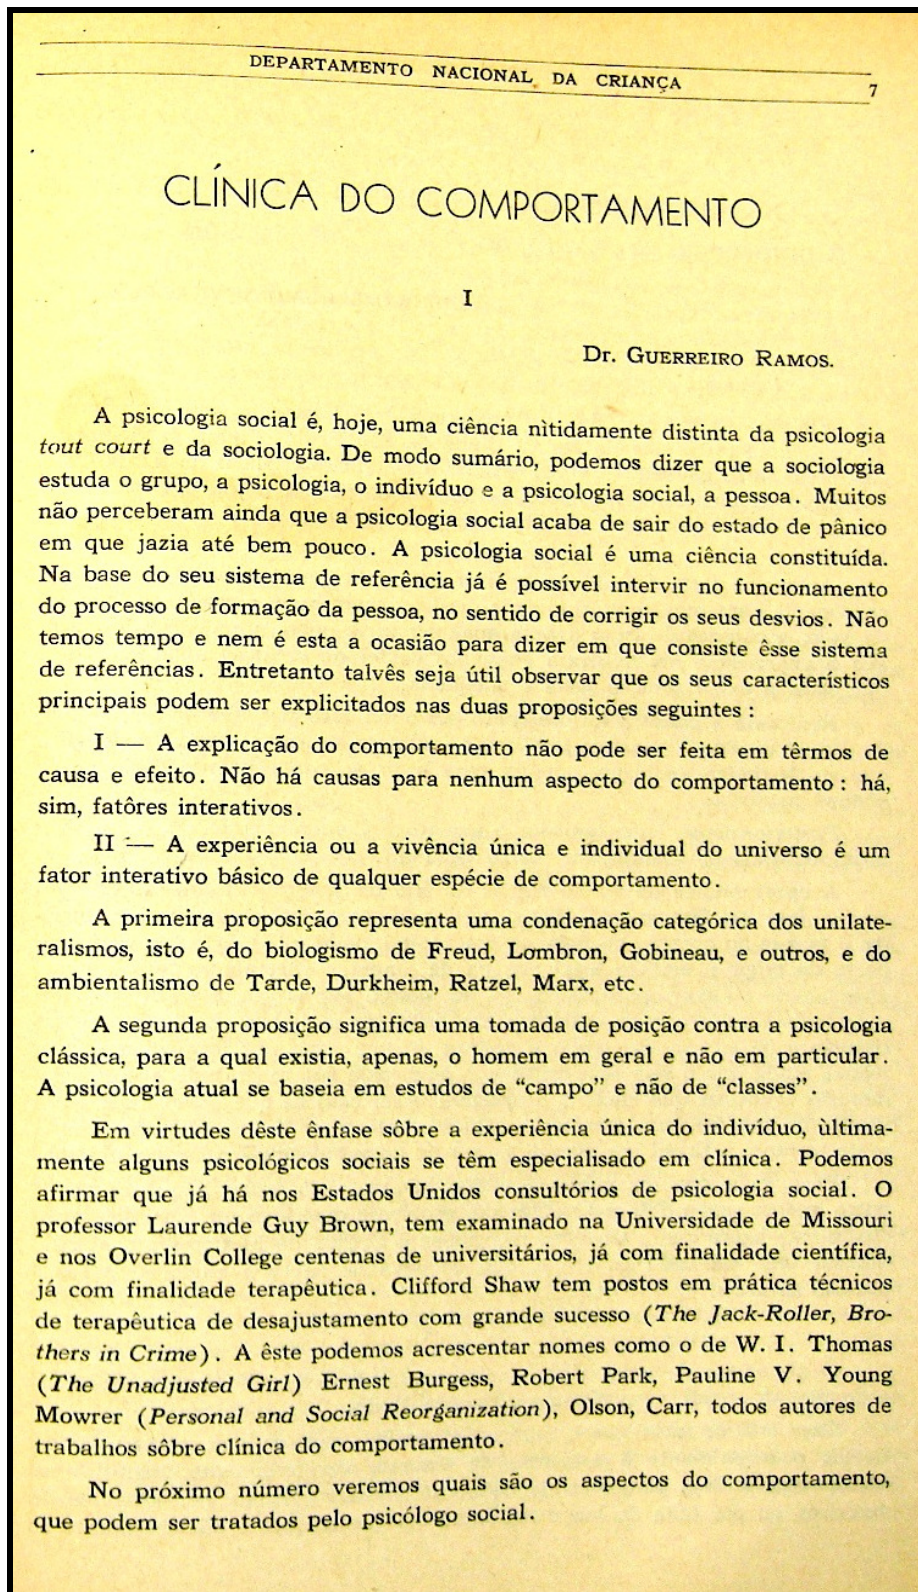 DEPARTAMENTO NACIONAL DA CRIANÇA 7
CLÍNICA DO COMPORTAMENTO
I
Dr. GUERREIRO RAMOS.
A psicologia social é, hoje, uma ciência nìtidamente distinta da psicologia
tout court e da sociologia. De modo sumário, podemos dizer que a sociologia
estuda o grupo, a psicologia, o indivíduo e a psicologia social, a pessoa. Muitos
não perceberam ainda que a psicologia social acaba de sair do estado de pânico
em que jazia até bem pouco. A psicologia social é uma ciência constituída.
Na base do seu sistema de referência já é possível intervir no funcionamento
do processo de formação da pessoa, no sentido de corrigir os seus desvios. Não
temos tempo e nem é esta a ocasião para dizer em que consiste êsse sistema
de referências. Entretanto talvês seja útil observar que os seus característicos
principais podem ser explicitados nas duas proposições seguintes :
I — A explicação do comportamento não pode ser feita em têrmos de
causa e efeito. Não há causas para nenhum aspecto do comportamento : há,
sim, fatôres interativos.
II — A experiência ou a vivência única e individual do universo é um
fator interativo básico de qualquer espécie de comportamento.
A primeira proposição representa uma condenação categórica dos unilate-
ralismos, isto é, do biologismo de Freud, Lombron, Gobineau, e outros, e do
ambientalismo de Tarde, Durkheim, Ratzel, Marx, etc.
A segunda proposição significa uma tomada de posição contra a psicologia
clássica, para a qual existia, apenas, o homem em geral e não em particular.
A psicologia atual se baseia em estudos de “campo” e não de “classes”.
Em virtudes dêste ênfase sôbre a experiência única do indivíduo, ùltima-
mente alguns psicológicos sociais se têm especialisado em clínica. Podemos
afirmar que já há nos Estados Unidos consultórios de psicologia social. O
professor Laurende Guy Brown, tem examinado na Universidade de Missouri
e nos Overlin College centenas de universitários, já com finalidade científica,
já com finalidade terapêutica. Clifford Shaw tem postos em prática técnicos
de terapêutica de desajustamento com grande sucesso (The Jack-Roller, Bro-
thers in Crime). A êste podemos acrescentar nomes como o de W. I. Thomas
(The Unadjusted Girl) Ernest Burgess, Robert Park, Pauline V. Young
Mowrer (Personal and Social Reorganization), Olson, Carr, todos autores de
trabalhos sôbre clínica do comportamento.
No próximo número veremos quais são os aspectos do comportamento,
que podem ser tratados pelo psicólogo social.